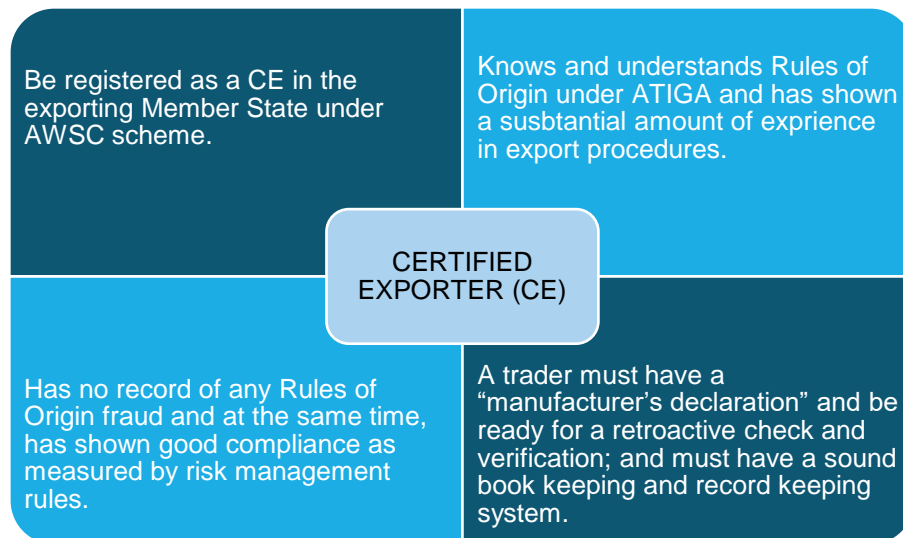 Be registered as a CE in the
exporting Member State under
AWSC scheme.
Knows and understands Rules of
Origin under ATIGA and has shown
a susbtantial amount of exprience
in export procedures.
CERTIFIED
EXPORTER (CE)
Has no record of any Rules of
Origin fraud and at the same time,
has shown good compliance as
measured by risk management
rules.
A trader must have a
“manufacturer’s declaration” and be
ready for a retroactive check and
verification; and must have a sound
book keeping and record keeping
system.